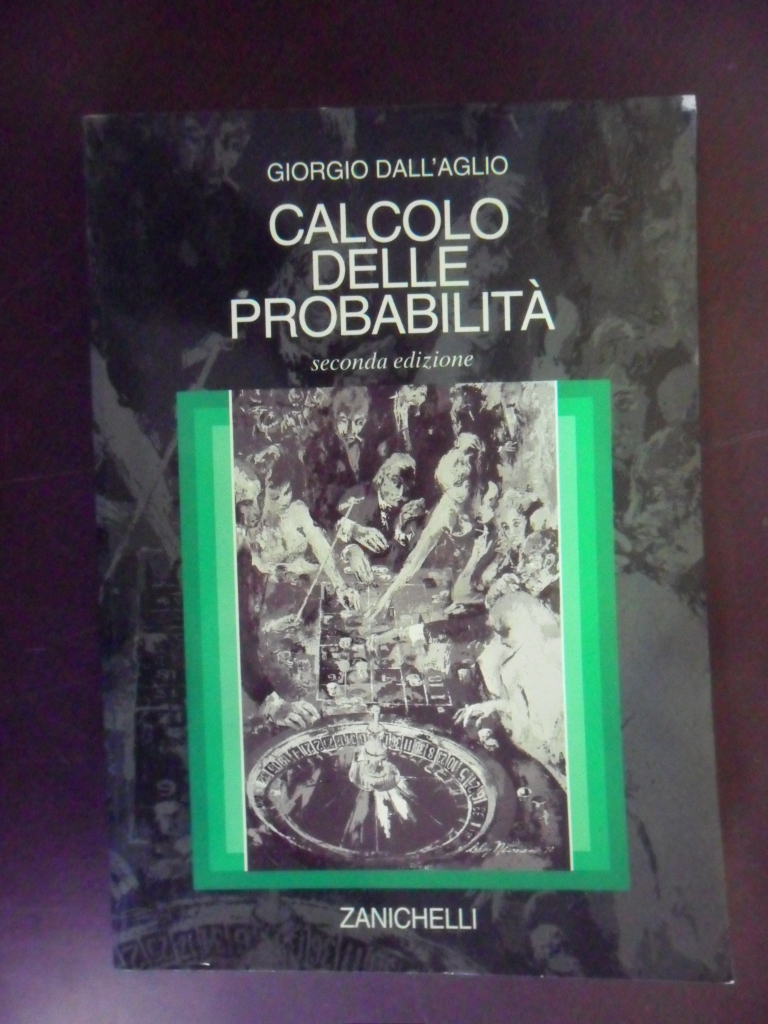 GIORGIO DALL'AGLIO
CALCOLO
DELLE
PROBABILITÀ
seconda edizione
ZANICHELLI